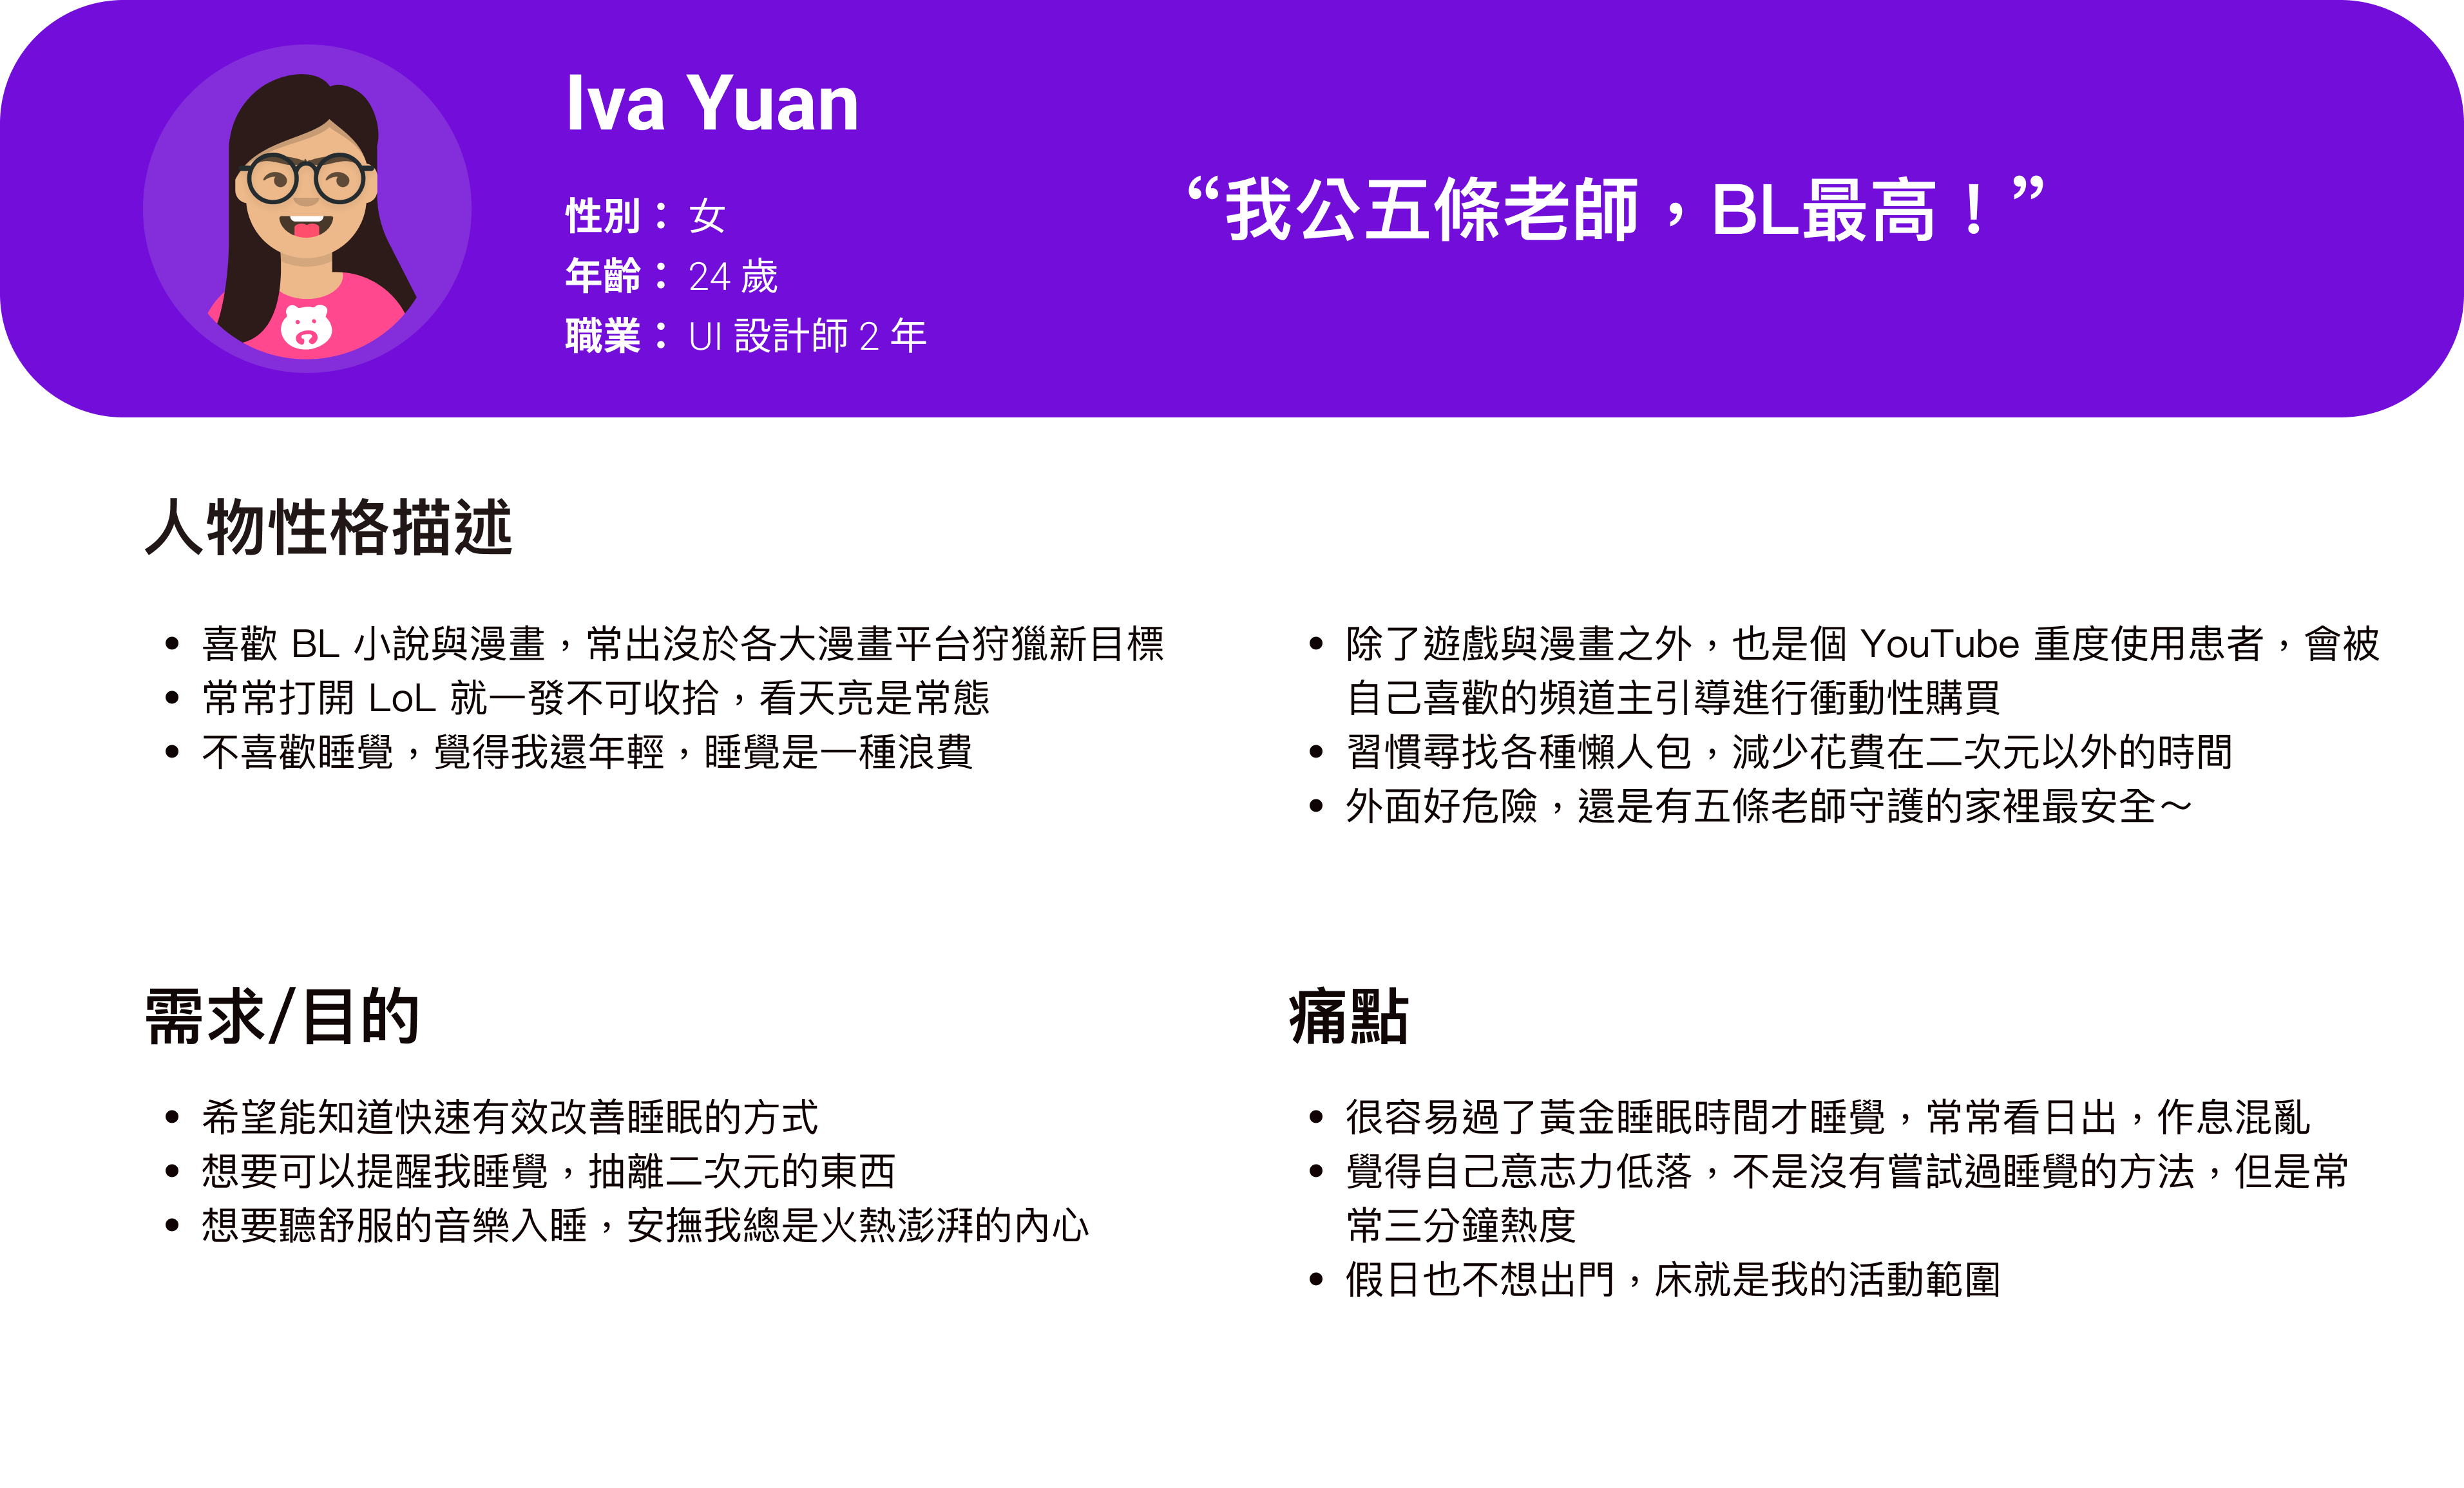 Iva Yuan
性別： 女
年齡： 24 歲
職業： UI 設計師 2 年
“我公五條老師，BL最高！”
人物性格描述
• 喜歡 BL 小說與漫畫，常出沒於各大漫畫平台狩獵新目標
• 常常打開 LoL 就一發不可收拾，看天亮是常態
• 不喜歡睡覺，覺得我還年輕，睡覺是一種浪費
• 除了遊戲與漫畫之外，也是個 YouTube 重度使用患者，會被
自己喜歡的頻道主引導進行衝動性購買
• 習慣尋找各種懶人包，減少花費在二次元以外的時間
• 外面好危險，還是有五條老師守護的家裡最安全～
需求/目的
• 希望能知道快速有效改善睡眠的方式
• 想要可以提醒我睡覺，抽離二次元的東西
• 想要聽舒服的音樂入睡，安撫我總是火熱澎湃的內心
痛點
• 很容易過了黃金睡眠時間才睡覺，常常看日出，作息混亂
• 覺得自己意志力低落，不是沒有嘗試過睡覺的方法，但是常
常三分鐘熱度
• 假日也不想出門，床就是我的活動範圍